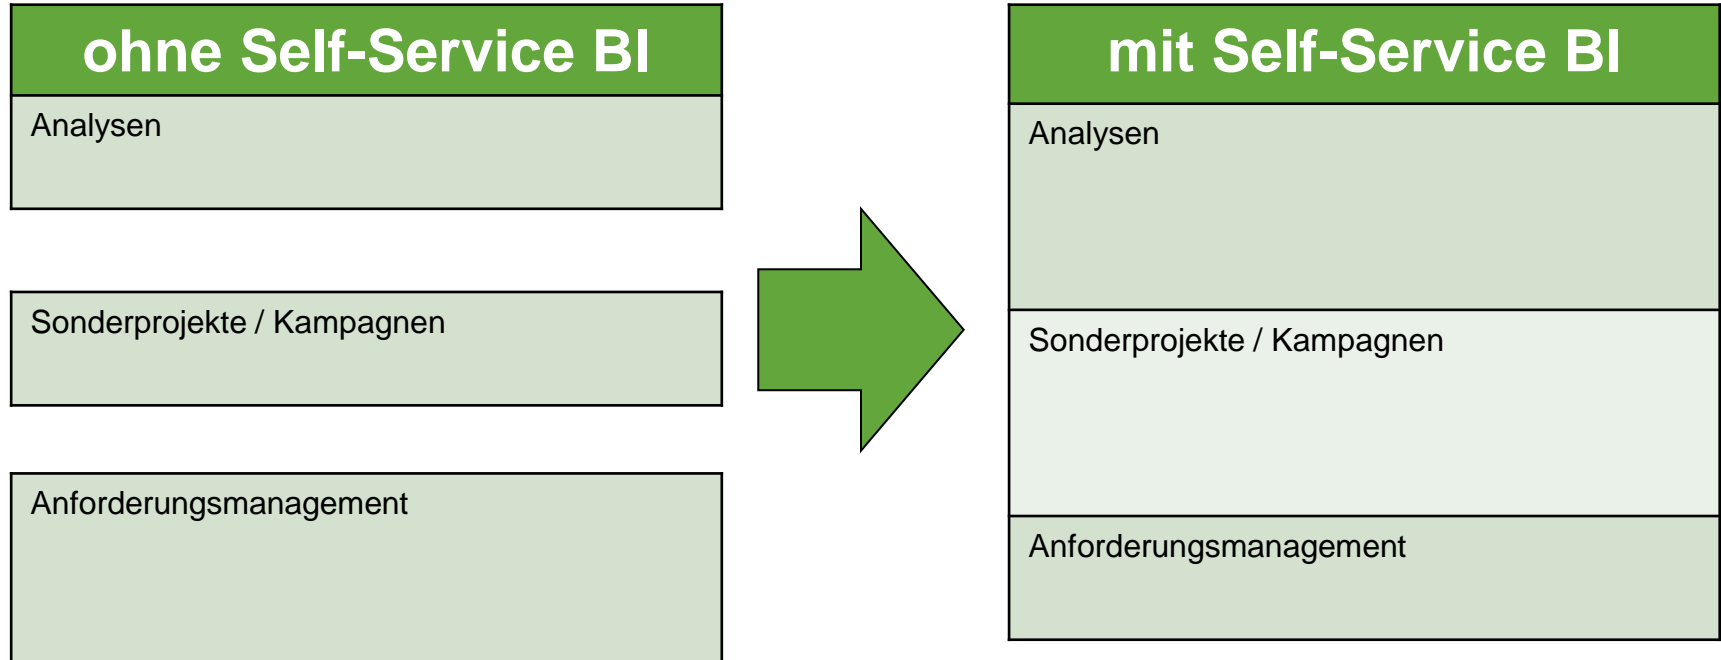 ohne Self-Service BI
Analysen
Sonderprojekte / Kampagnen
Anforderungsmanagement
mit Self-Service BI
Analysen
Sonderprojekte / Kampagnen
Anforderungsmanagement